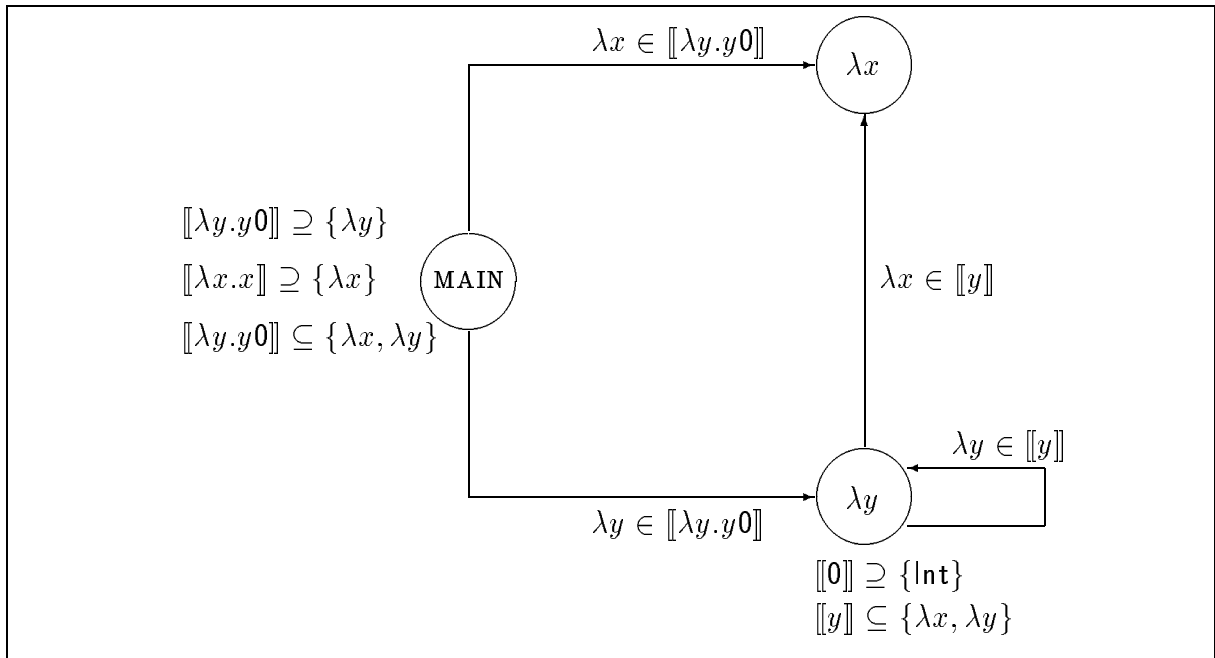 λx ∈ ⟦λy.y0⟧
λx
⟦λy.y0⟧ ⊇ {λy}
⟦λx.x⟧ ⊇ {λx}
⟦λy.y0⟧ ⊆ {λx, λy}
MAIN
λx ∈ ⟦y⟧
λy ∈ ⟦y⟧
λy
λy ∈ ⟦λy.y0⟧
⟦0⟧ ⊇ {Int}
⟦y⟧ ⊆ {λx, λy}